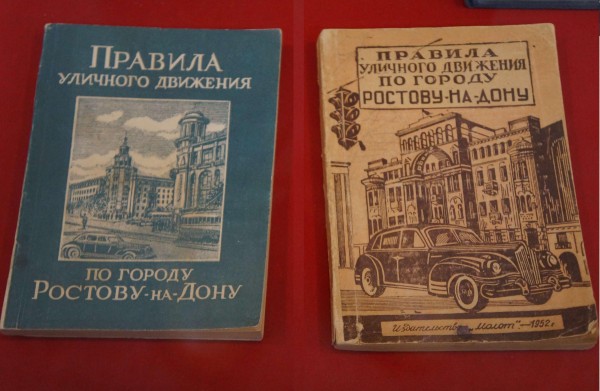 ПРАВИЛА
УЛИЧНОГО ДВИЖЕНИЯ
ПО ГОРОДУ
РОСТОВУ-НА-ДОНУ
ПРАВИЛА
УЛИЧНОГО ДВИЖЕНИЯ
ПО ГОРОДУ
РОСТОВУ-НА-ДОНУ
Издательство „Молот“.–1952 г.